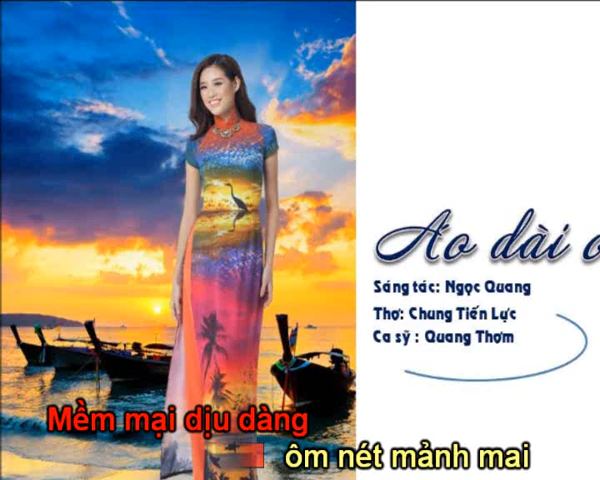 Áo dài
Sáng tác: Ngọc Quang
Thơ: Chung Tiến Lực
Ca sỹ : Quang Thơm
Mềm mại dịu dàng
ôm nét mảnh mai